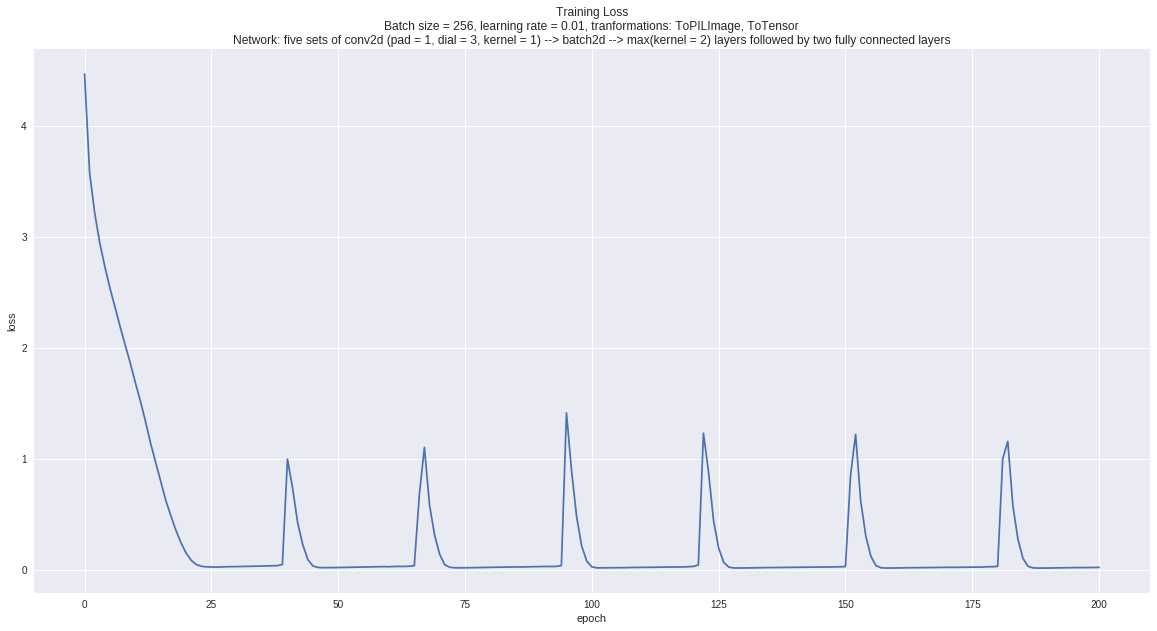 Training Loss
Batch size = 256, learning rate = 0.01, tranformations: ToPILImage, ToTensor
Network: five sets of conv2d (pad = 1, dial = 3, kernel = 1) --> batch2d --> max(kernel = 2) layers followed by two fully connected layers
4
3
2
1
0
loss
0 25 50 75 100 125 150 175 200
epoch